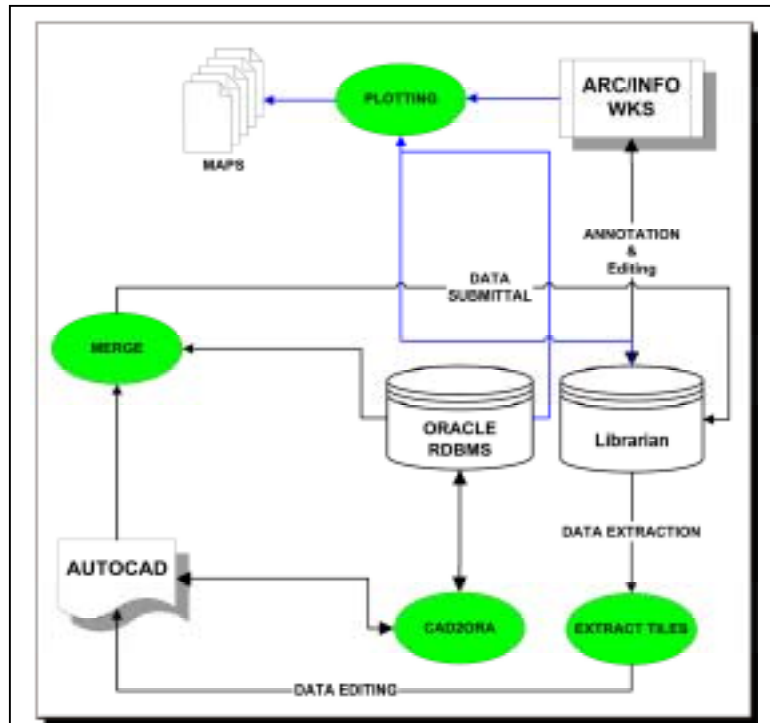 PLOTTING
ARC/INFO
WKS
MAPS
ANNOTATION
&
Editing
DATA
SUBMITTAL
MERGE
ORACLE
RDBMS
Librarian
DATA EXTRACTION
AUTOCAD
CAD2ORA
EXTRACT TILES
DATA EDITING